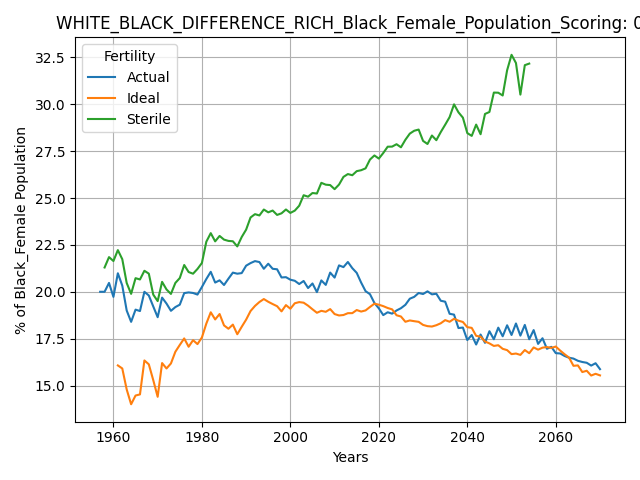 WHITE_BLACK_DIFFERENCE_RICH_Black_Female_Population_Scoring: 0
Fertility
Actual
Ideal
Sterile
% of Black_Female Population
32.5
30.0
27.5
25.0
22.5
20.0
17.5
15.0
1960 1980 2000 2020 2040 2060
Years